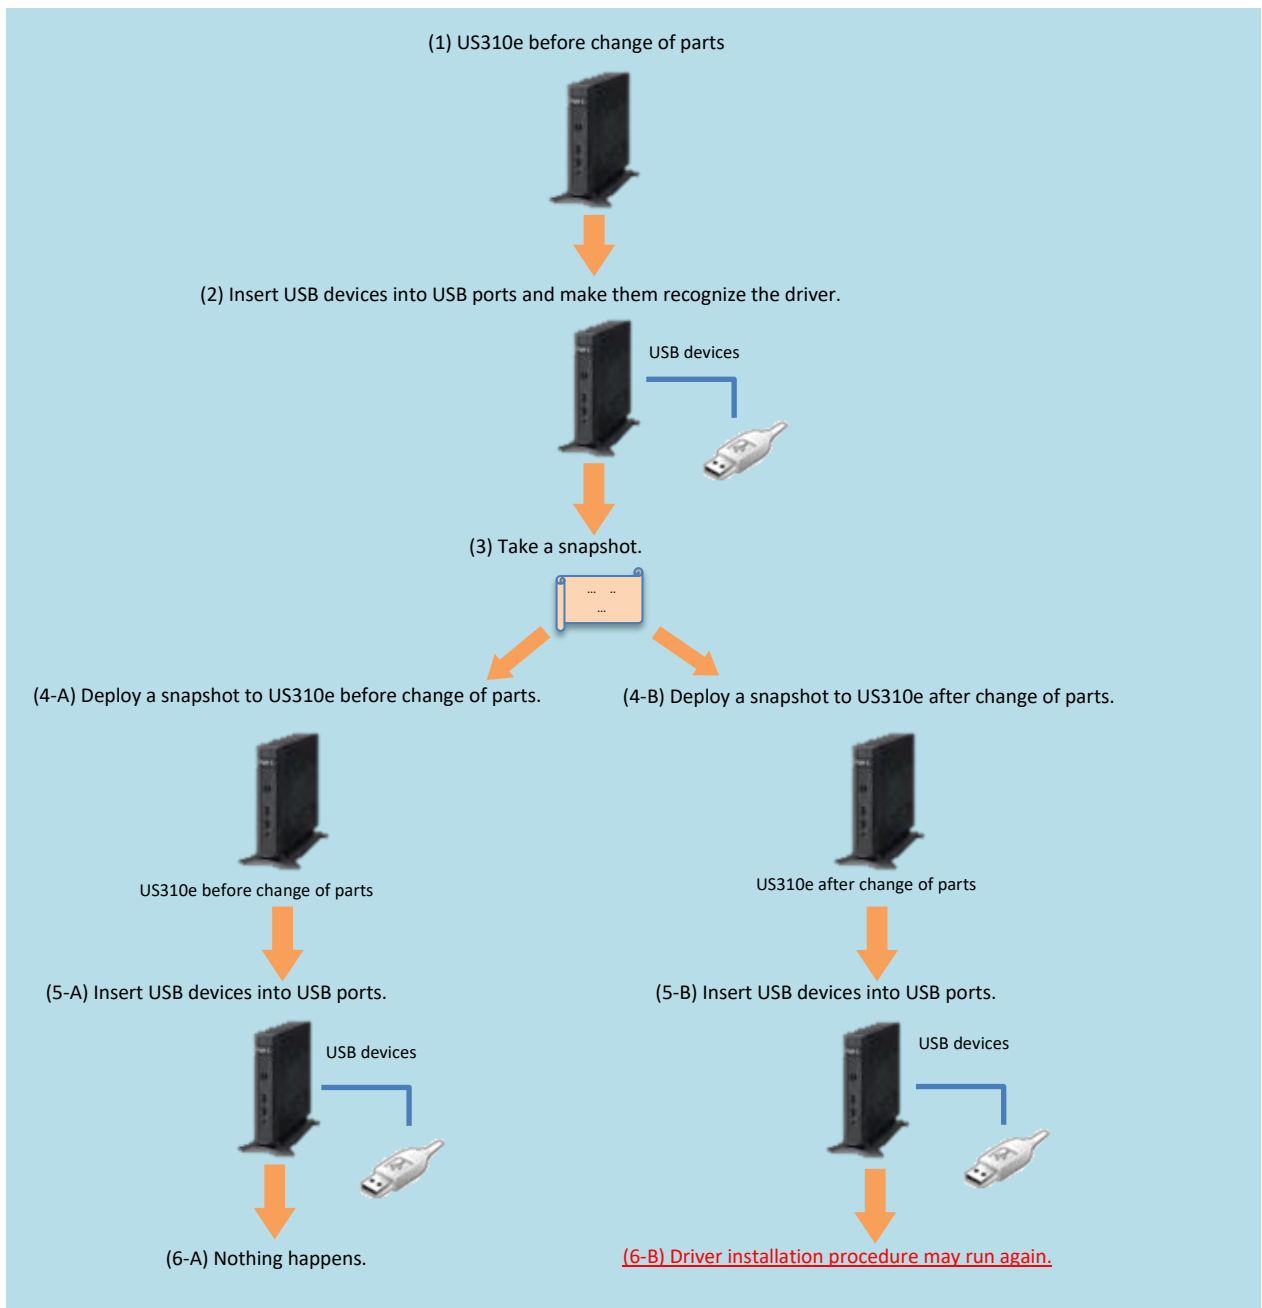 (1) US310e before change of parts
(2) Insert USB devices into USB ports and make them recognize the driver.
USB devices
(3) Take a snapshot.
... ..
...
(4-A) Deploy a snapshot to US310e before change of parts.
(4-B) Deploy a snapshot to US310e after change of parts.
US310e before change of parts
US310e after change of parts
(5-A) Insert USB devices into USB ports.
(5-B) Insert USB devices into USB ports.
USB devices
USB devices
(6-A) Nothing happens.
(6-B) Driver installation procedure may run again.